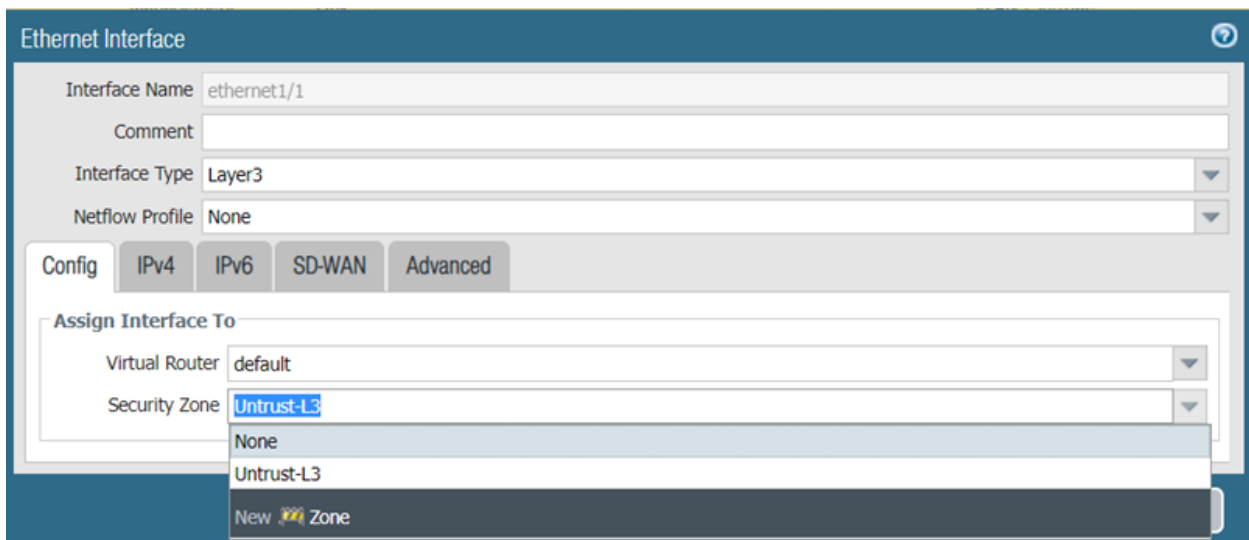 Ethernet Interface
Interface Name ethernet1/1
Comment
Interface Type Layer3
Netflow Profile None
Config IPv4 IPv6 SD-WAN Advanced
Assign Interface To
Virtual Router default
Security Zone Untrust-L3
None
Untrust-L3
New Zone